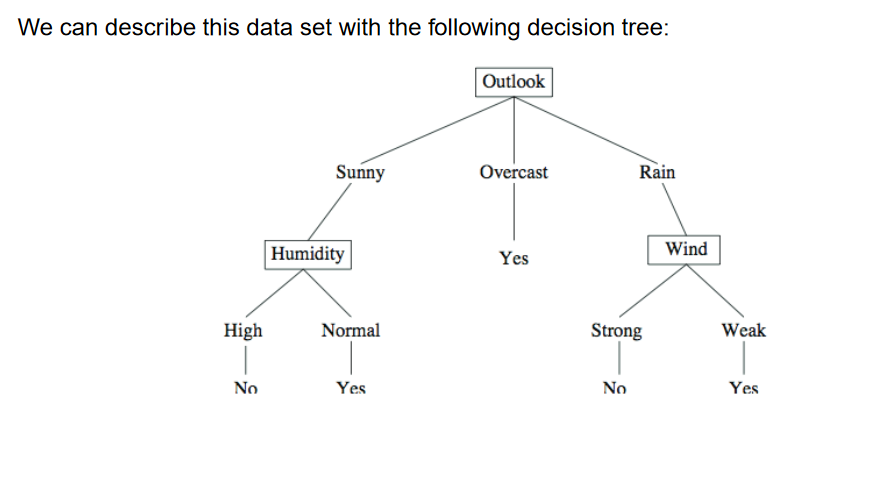 We can describe this data set with the following decision tree:
Outlook
Sunny Overcast Rain
Humidity Yes Wind
High Normal Strong Weak
No Yes No Yes